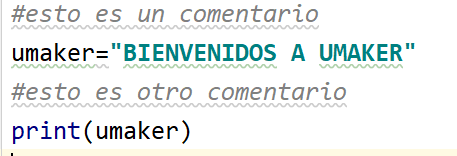 #esto es un comentario
umaker="BIENVENIDOS A UMAKER"
#esto es otro comentario
print(umaker)